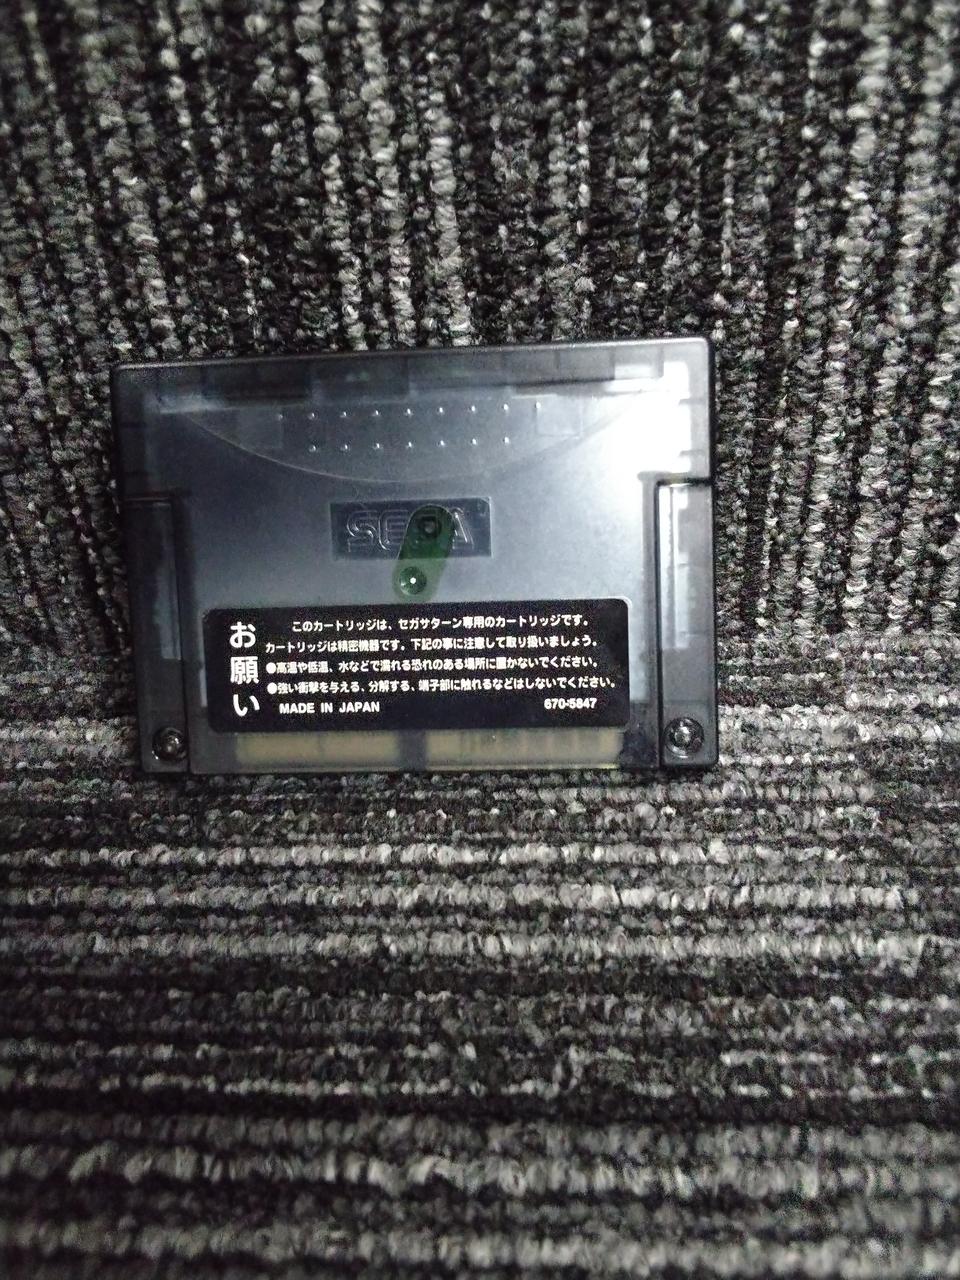 SEGA
お願い
このカートリッジは、セガサターン専用のカートリッジです。
カートリッジは精密機器です。下記の事に注意して取り扱いましょう。
●高温や低温、水などで濡れる恐れのある場所に置かないでください。
●強い衝撃を与える、分解する、端子部に触れるなどはしないでください。
MADE IN JAPAN 670-5847